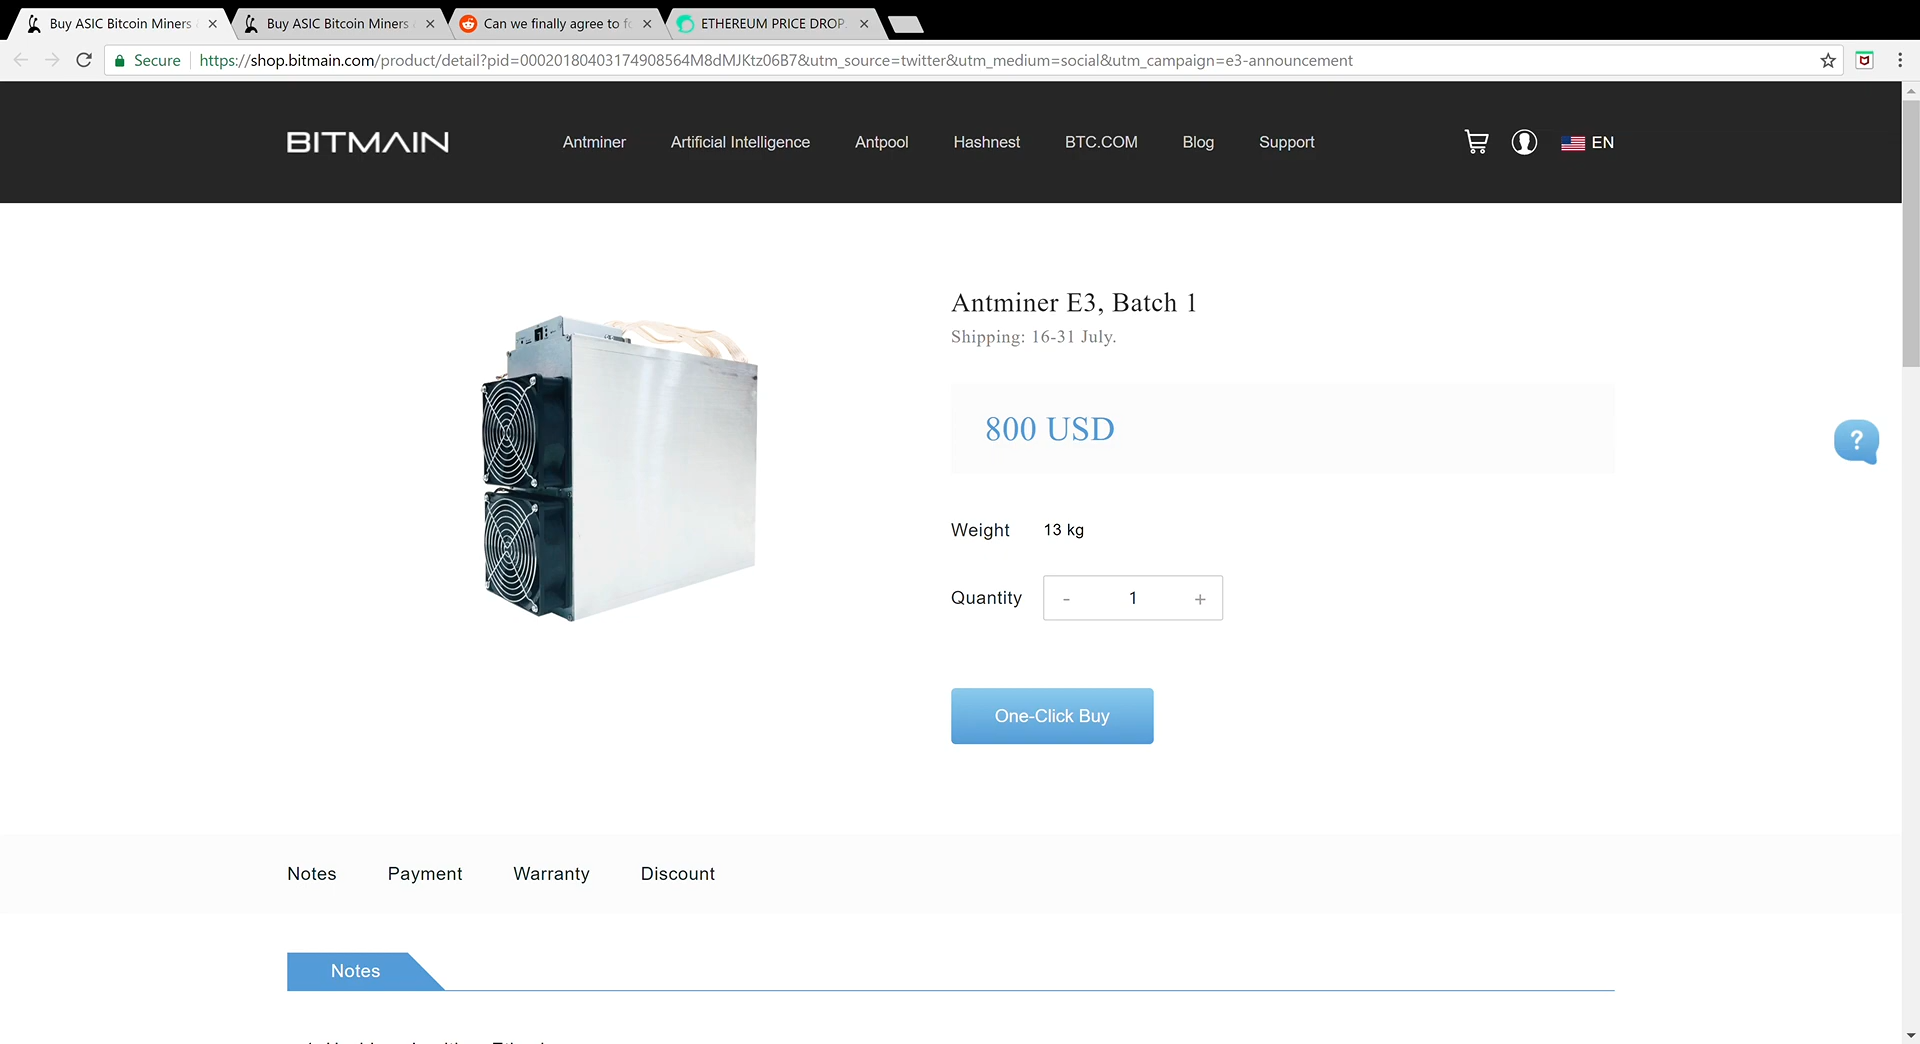 Buy ASIC Bitcoin Miners
Buy ASIC Bitcoin Miners
Can we finally agree to fo
ETHEREUM PRICE DROP
Secure
https://shop.bitmain.com/product/detail?pid=00020180403174908564M8dMJKtz06B7&utm_source=twitter&utm_medium=social&utm_campaign=e3-announcement
BITMAIN
Antminer
Artificial Intelligence
Antpool
Hashnest
BTC.COM
Blog
Support
EN
Antminer E3, Batch 1
Shipping: 16-31 July.
800 USD
Weight 13 kg
Quantity - 1 +
?
One-Click Buy
Notes
Payment
Warranty
Discount
Notes